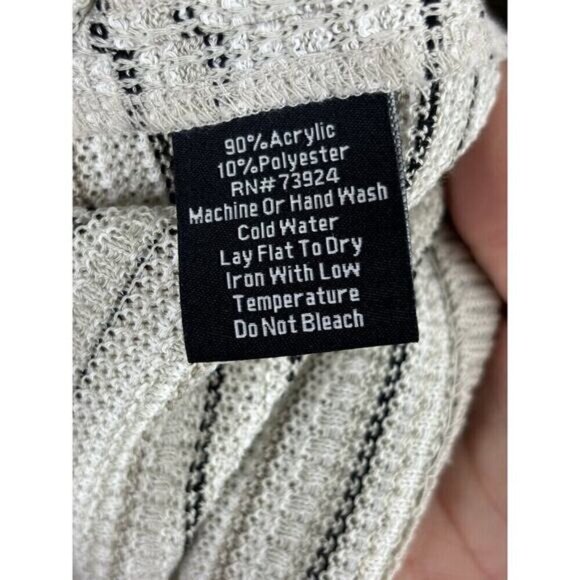 90%Acrylic
10%Polyester
RN#73924
Machine Or Hand Wash
Cold Water
Lay Flat To Dry
Iron With Low
Temperature
Do Not Bleach